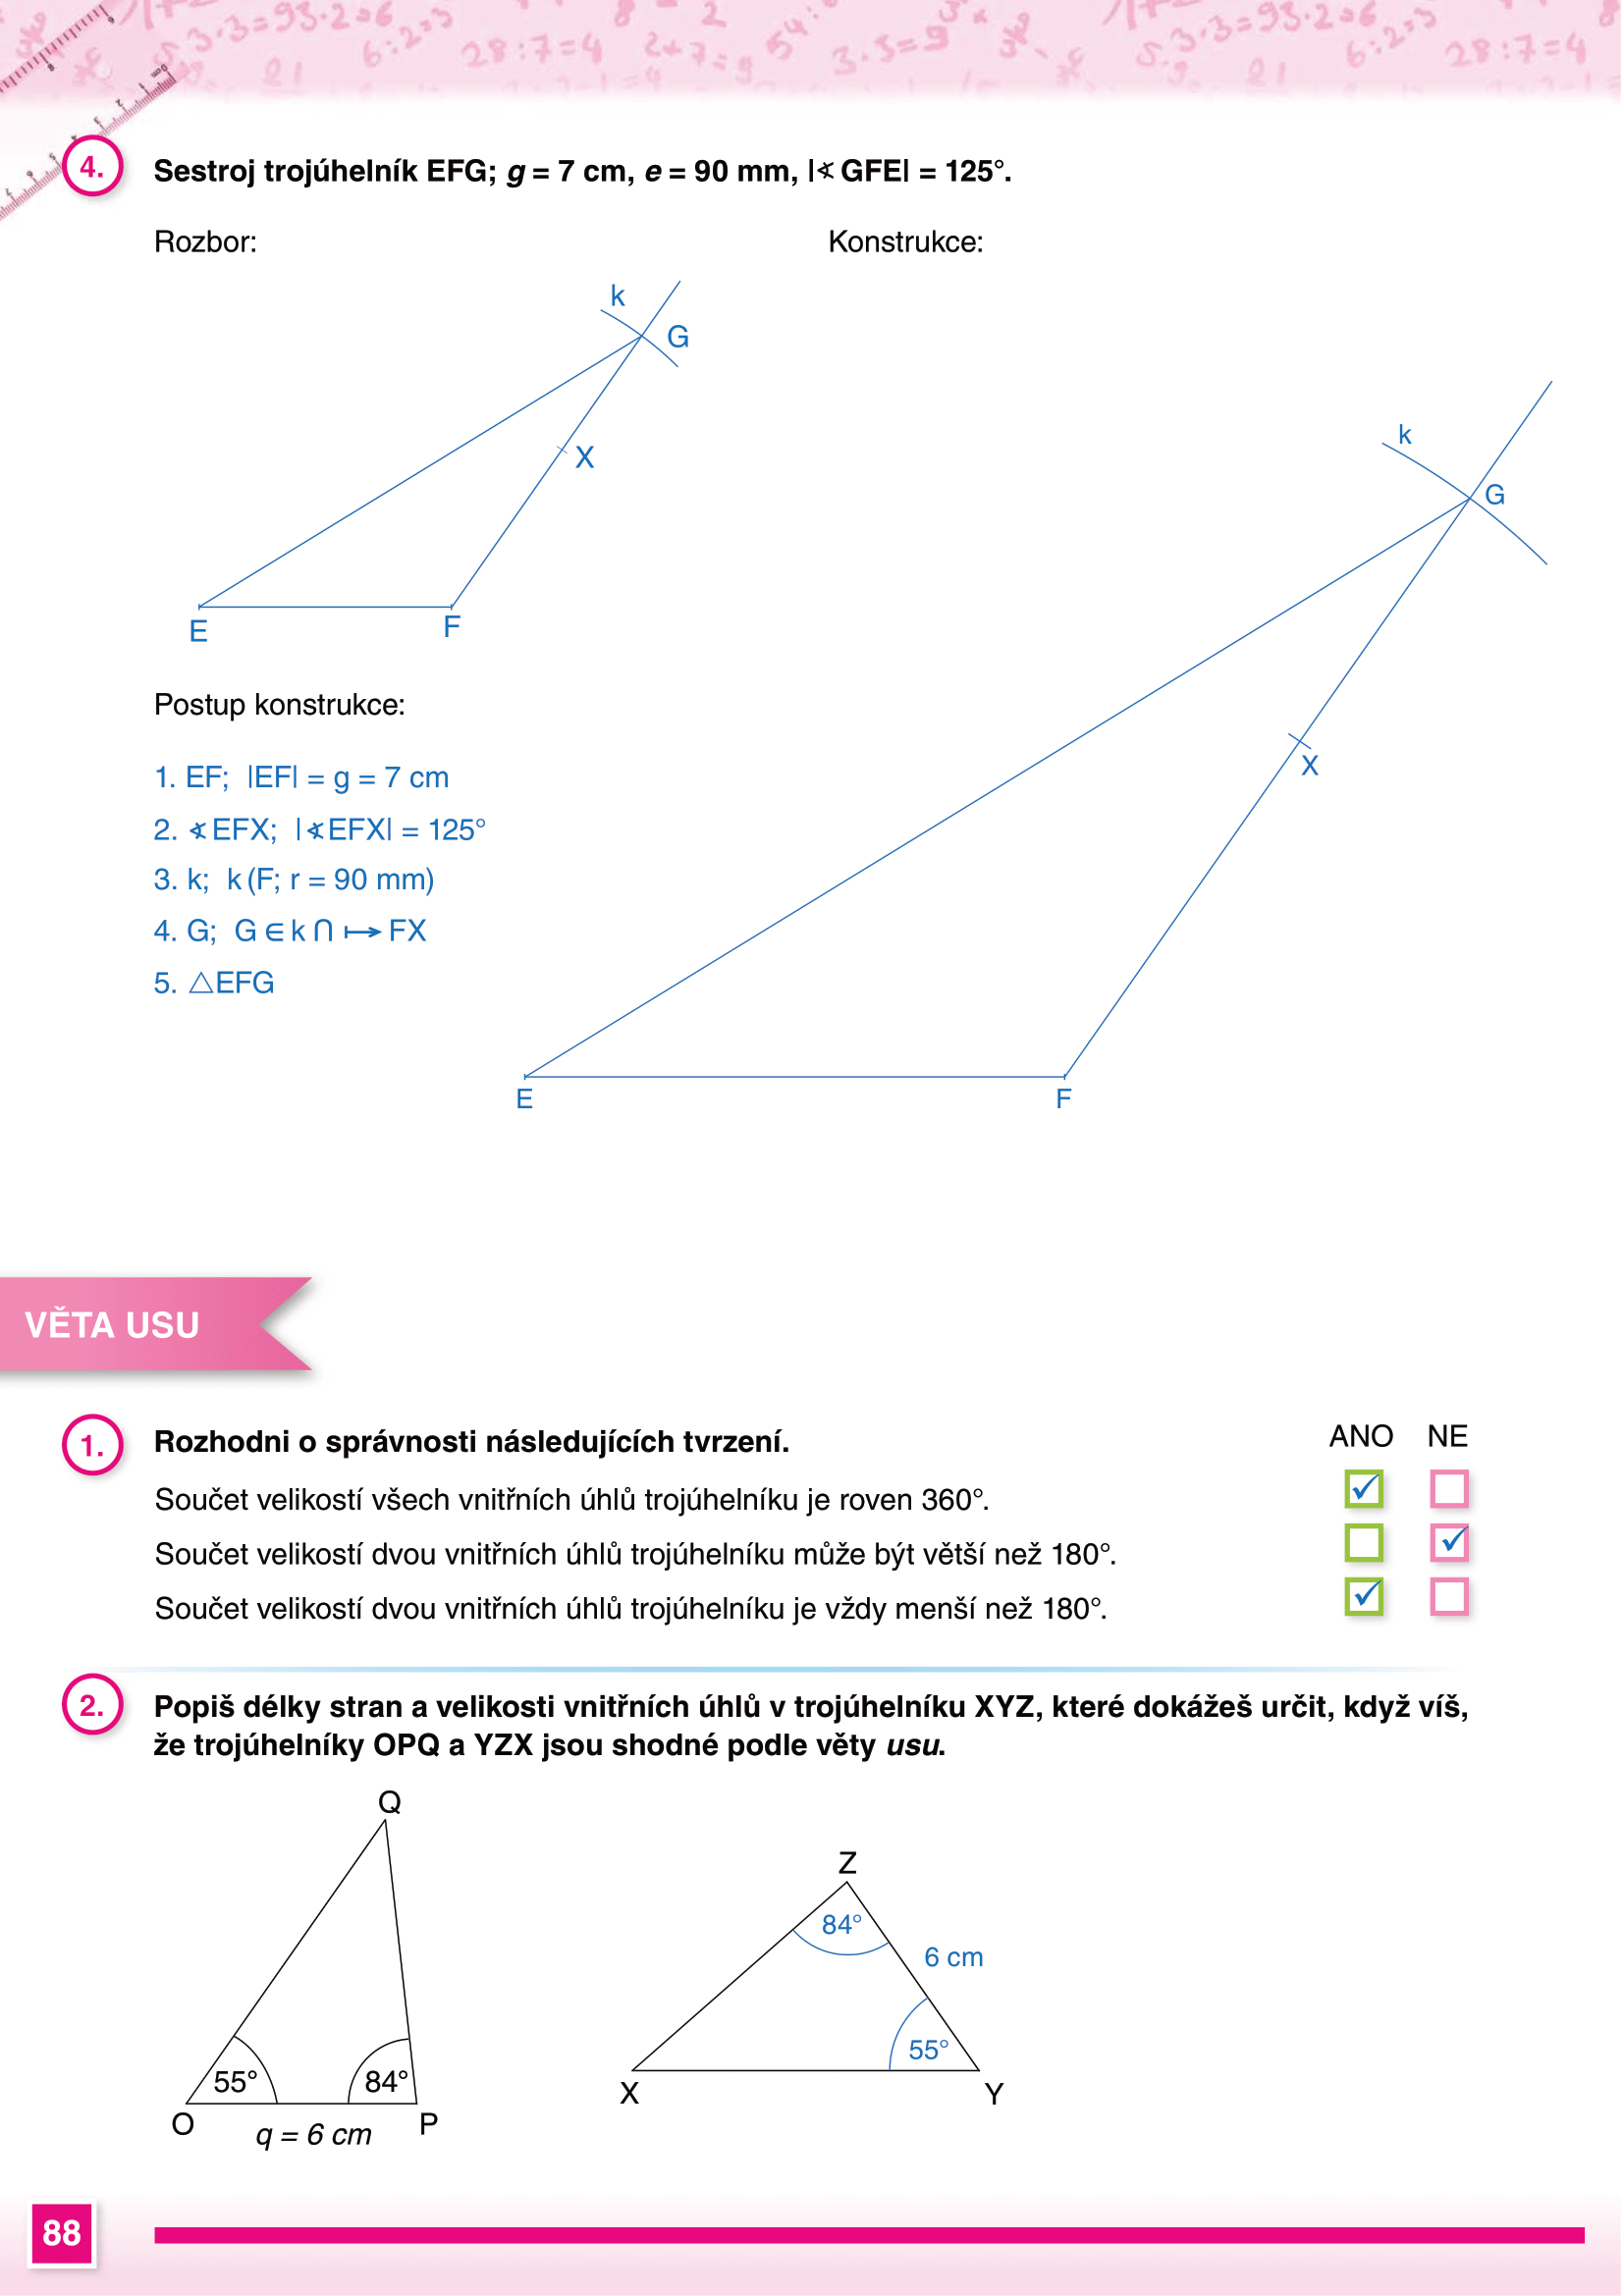 4. Sestroj trojúhelník EFG; g = 7 cm, e = 90 mm, |∢ GFE| = 125°.
Rozbor:
Konstrukce:
k
G
X
E
F
k
G
X
E
F
Postup konstrukce:
1. EF; |EF| = g = 7 cm
2. ∢ EFX; |∢ EFX| = 125°
3. k; k (F; r = 90 mm)
4. G; G ∈ k ∩ ↦ FX
5. △EFG
VĚTA USU
1. Rozhodni o správnosti následujících tvrzení.
ANO NE
Součet velikostí všech vnitřních úhlů trojúhelníku je roven 360°.
Součet velikostí dvou vnitřních úhlů trojúhelníku může být větší než 180°.
Součet velikostí dvou vnitřních úhlů trojúhelníku je vždy menší než 180°.
2. Popiš délky stran a velikosti vnitřních úhlů v trojúhelníku XYZ, které dokážeš určit, když víš,
že trojúhelníky OPQ a YZX jsou shodné podle věty usu.
Q
55°
84°
O
P
q = 6 cm
Z
84°
6 cm
55°
X
Y
88